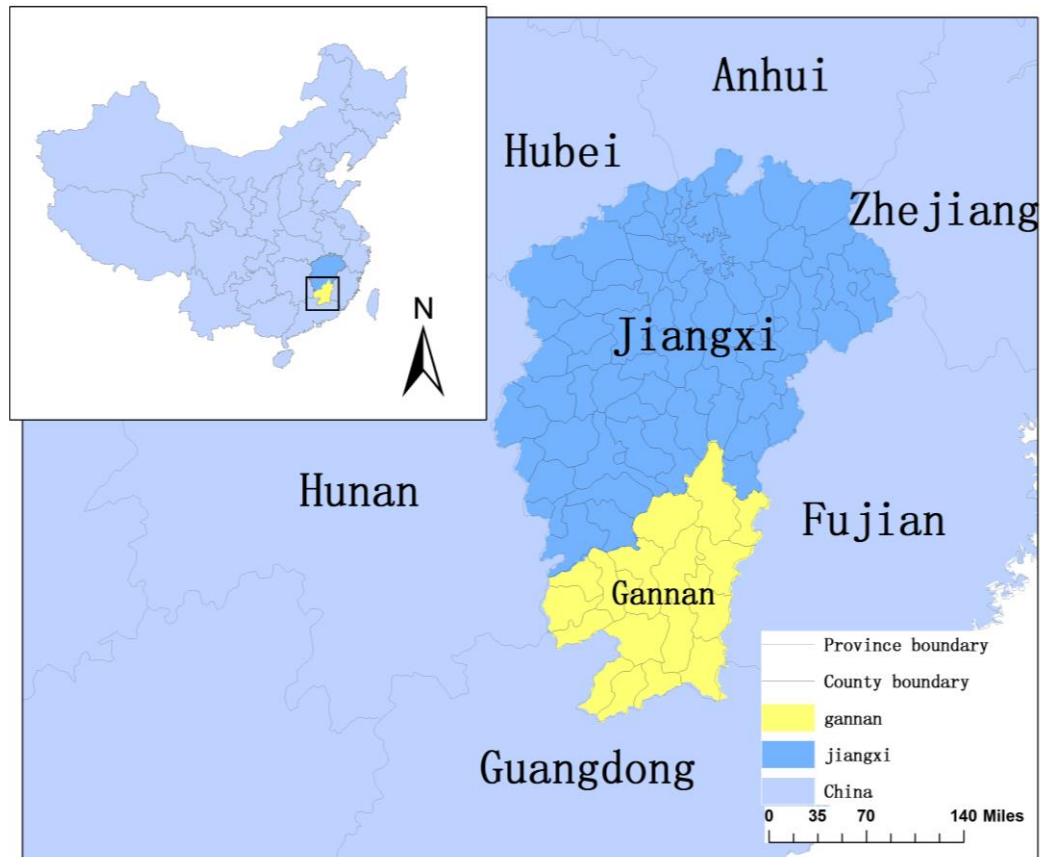 Anhui
Hubei
Zhejiang
N
Jiangxi
Hunan
Fujian
Gannan
Guangdong
Province boundary
County boundary
gannan
jiangxi
China
0 35 70 140 Miles